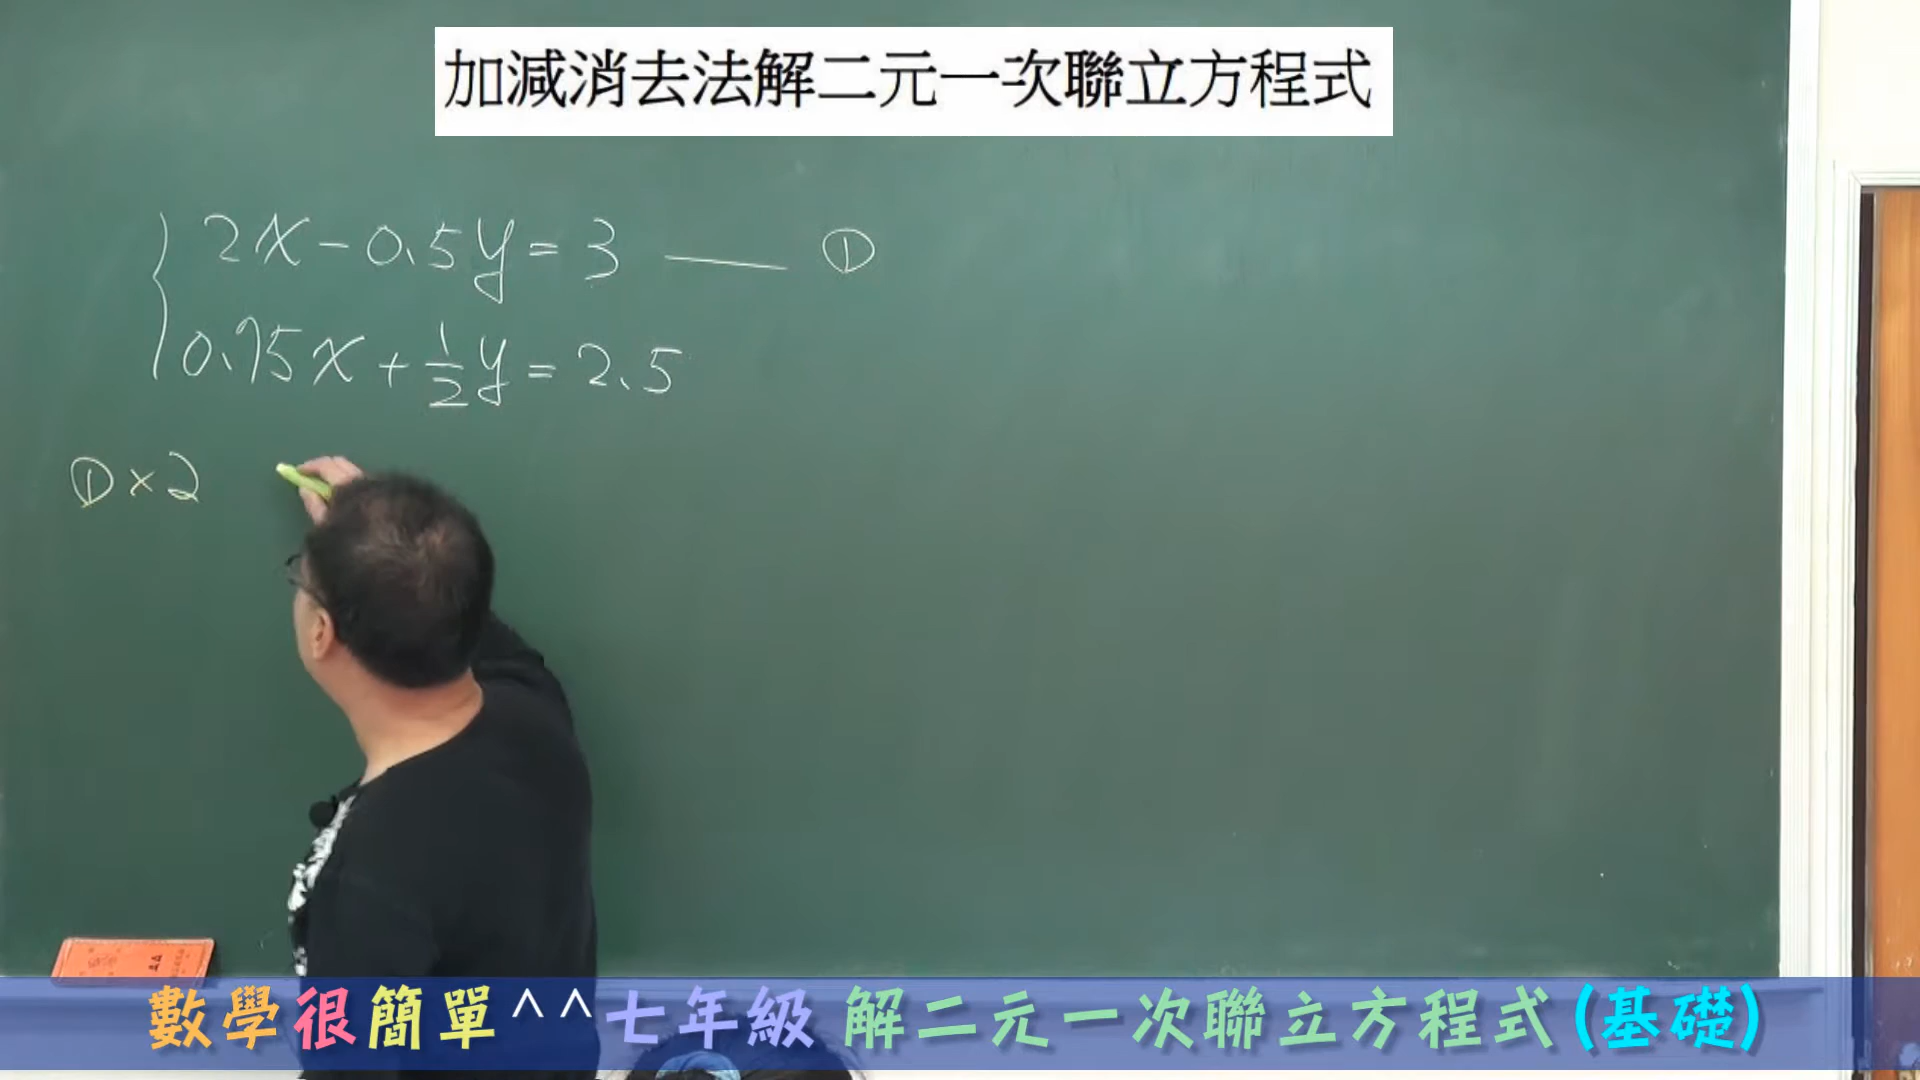 加減消去法解二元一次聯立方程式
2x-0.5y=3 —— ①
0.75x+1/2y=2.5
①×2
數學很簡單^^七年級 解二元一次聯立方程式(基礎)